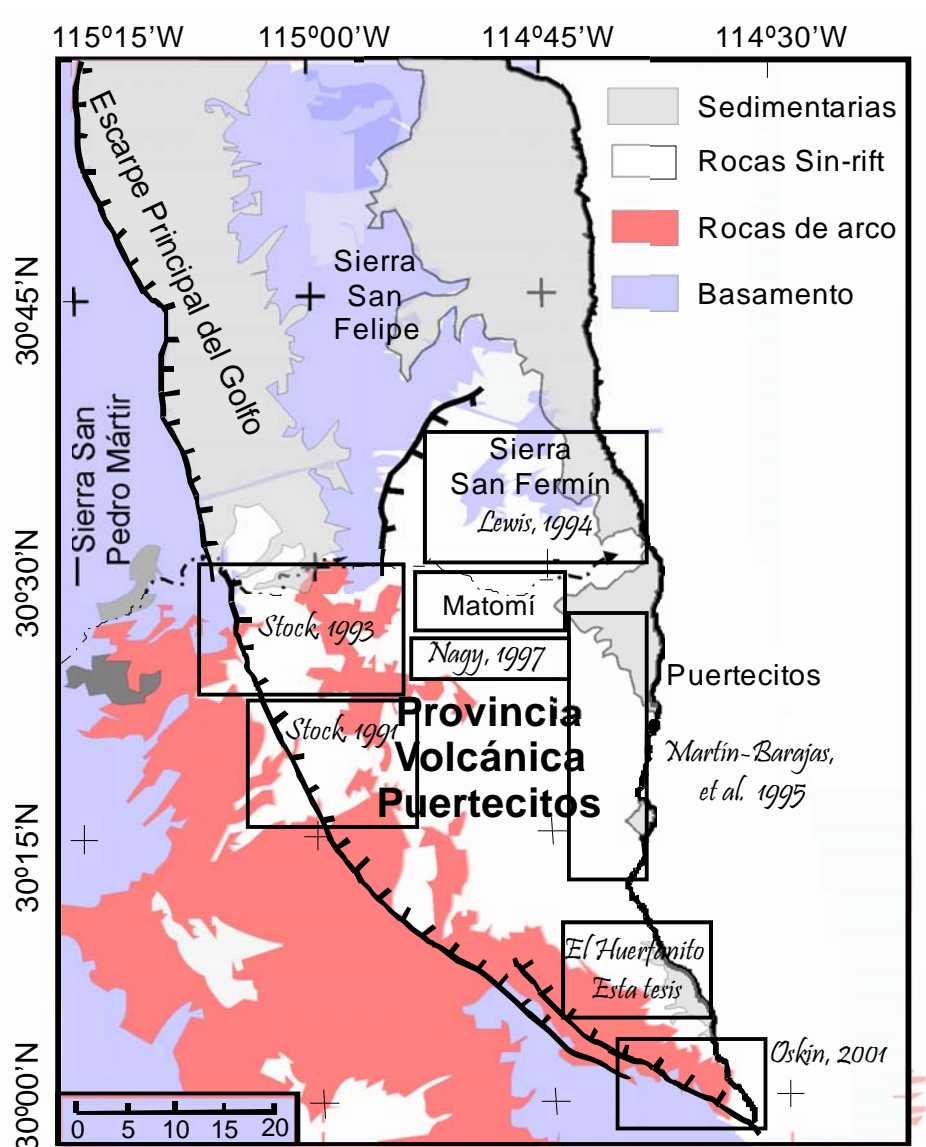 115º15'W 115º00'W 114º45'W 114º30'W
Sedimentarias
Rocas Sin-rift
Rocas de arco
Basamento
Escarpe Principal del Golfo
Sierra
San
Felipe
30º45'N
Sierra San
Pedro Mártir
Sierra
San Fermín
Lewis, 1994
30º30'N
Matomí
Stock, 1993
Nagy, 1997
Puertecitos
Stock, 1991
Provincia
Volcánica
Puertecitos
Martín-Barajas,
et al. 1995
30º15'N
El Huerfanito
Esta tesis
Oskin, 2001
30º00'N
0 5 10 15 20